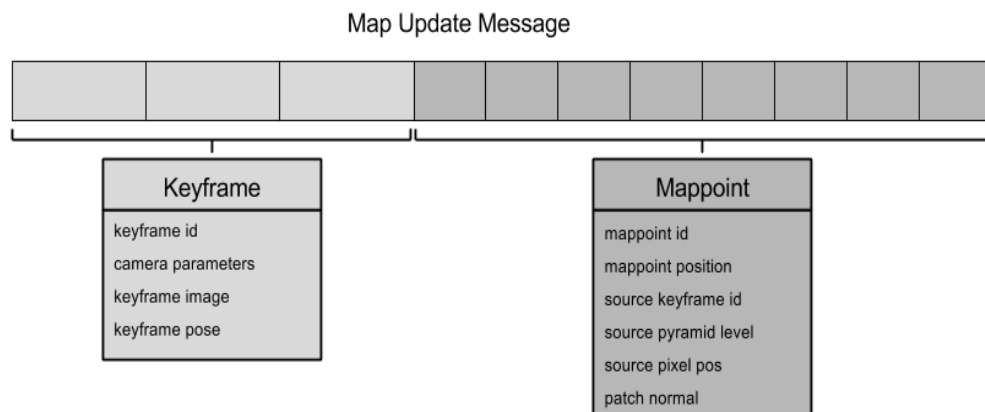 Map Update Message
Keyframe
keyframe id
camera parameters
keyframe image
keyframe pose
Mappoint
mappoint id
mappoint position
source keyframe id
source pyramid level
source pixel pos
patch normal